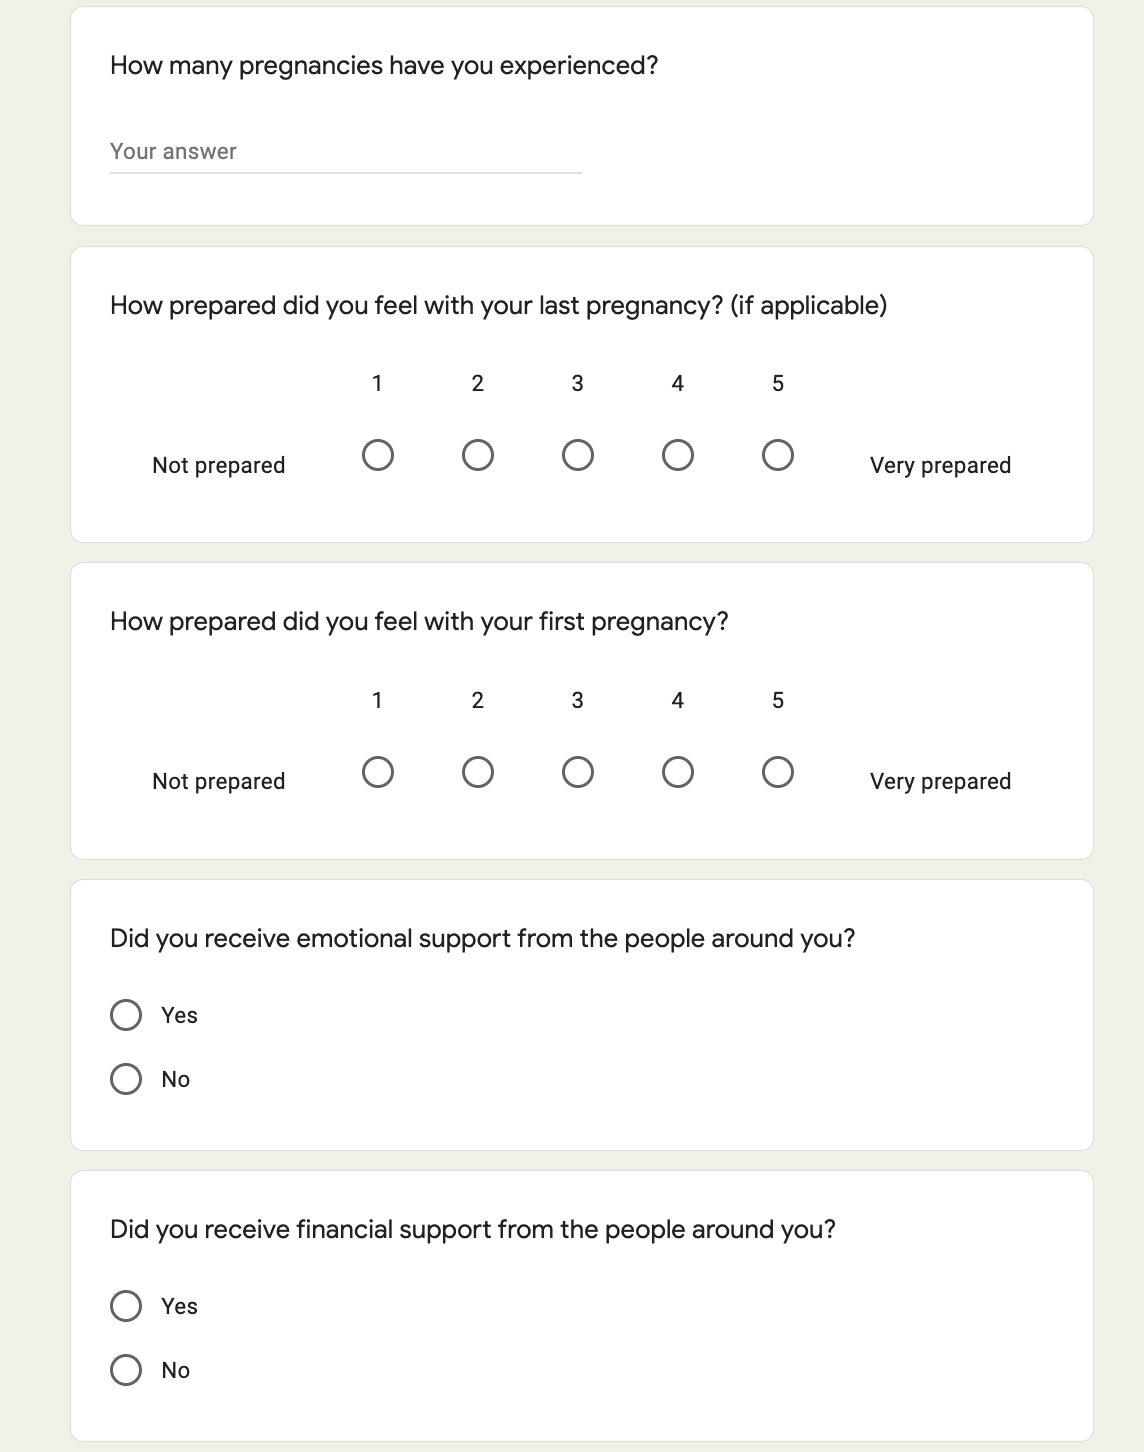 How many pregnancies have you experienced?
Your answer
How prepared did you feel with your last pregnancy? (if applicable)
1 2 3 4 5
Not prepared Very prepared
How prepared did you feel with your first pregnancy?
1 2 3 4 5
Not prepared Very prepared
Did you receive emotional support from the people around you?
Yes
No
Did you receive financial support from the people around you?
Yes
No